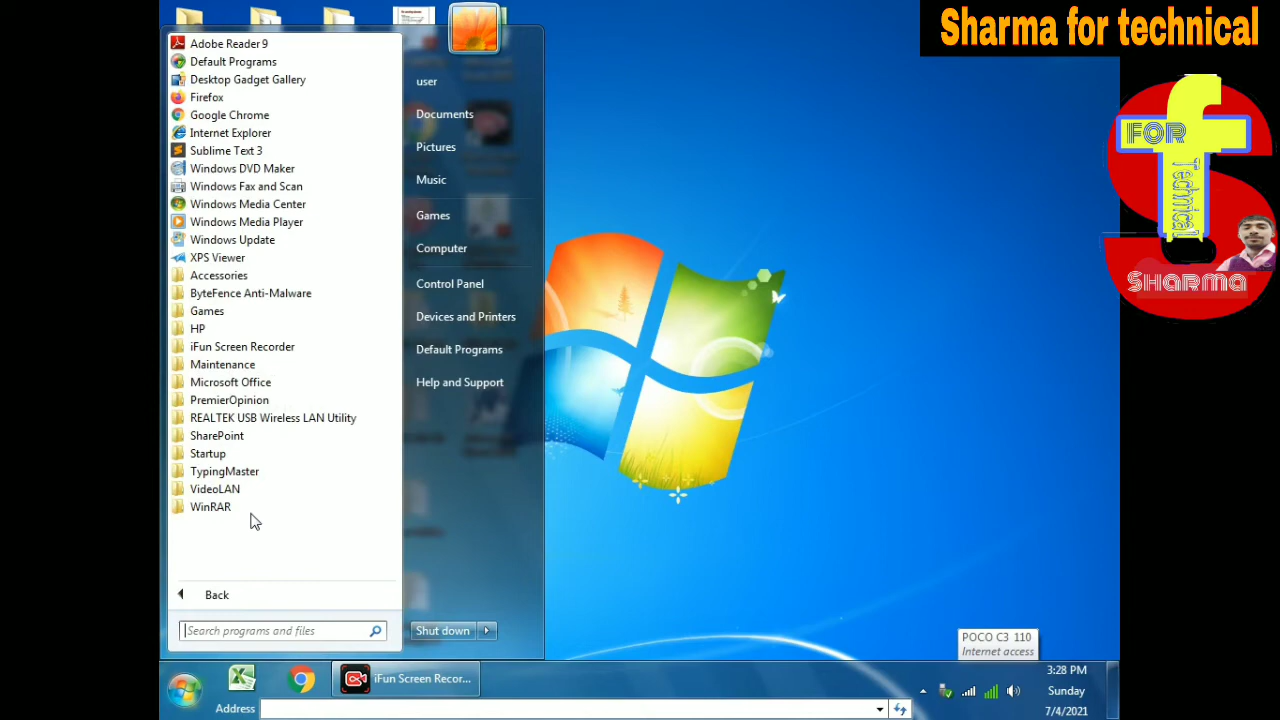 Sharma for technical
FOR
Technical
SHARMA
Adobe Reader 9
Default Programs
Desktop Gadget Gallery
Firefox
Google Chrome
Internet Explorer
Sublime Text 3
Windows DVD Maker
Windows Fax and Scan
Windows Media Center
Windows Media Player
Windows Update
XPS Viewer
Accessories
ByteFence Anti-Malware
Games
HP
iFun Screen Recorder
Maintenance
Microsoft Office
PremierOpinion
REALTEK USB Wireless LAN Utility
SharePoint
Startup
TypingMaster
VideoLAN
WinRAR
Back
Search programs and files
user
Documents
Pictures
Music
Games
Computer
Control Panel
Devices and Printers
Default Programs
Help and Support
Shut down
POCO C3 110
Internet access
iFun Screen Recor...
Address
3:28 PM
Sunday
7/4/2021